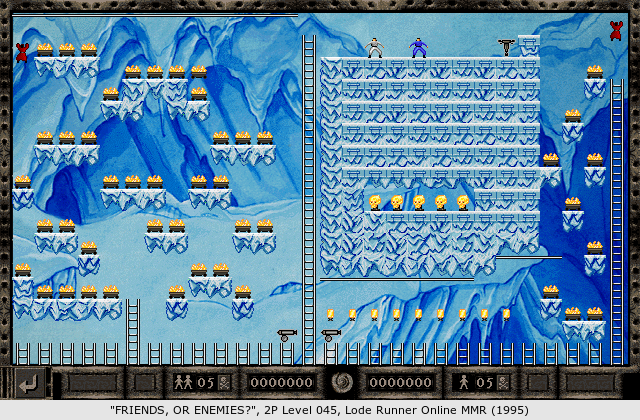 05 0000000 0000000 05
"FRIENDS, OR ENEMIES?", 2P Level 045, Lode Runner Online MMR (1995)